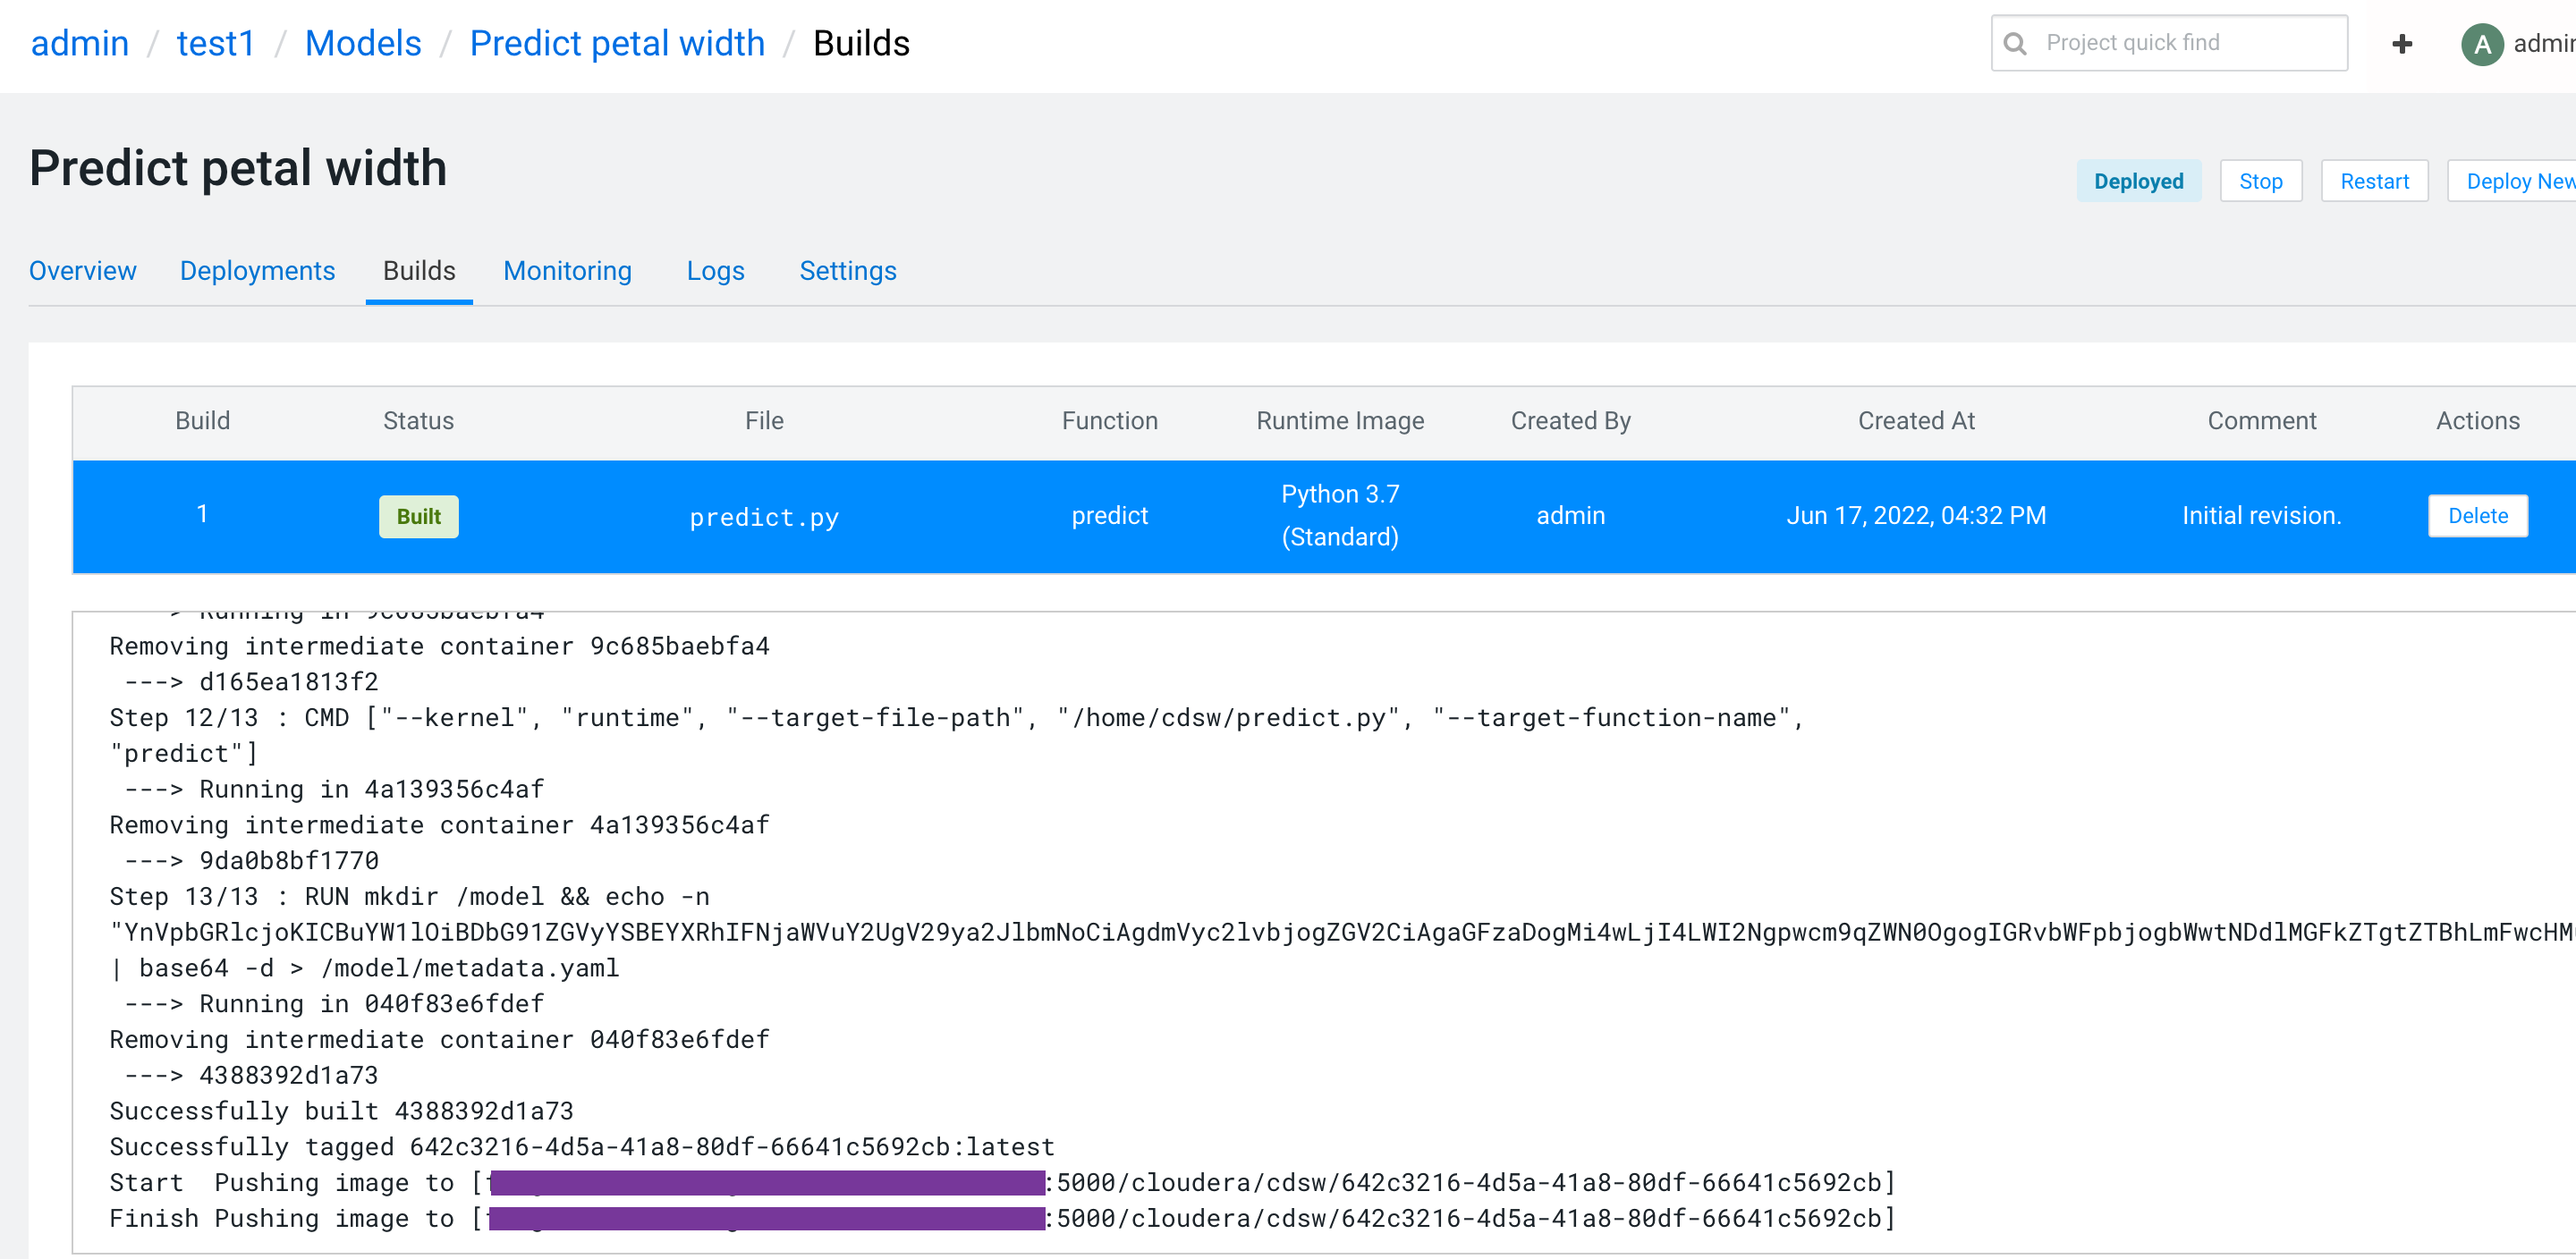 admin / test1 / Models / Predict petal width / Builds
Project quick find
A
Predict petal width
Deployed Stop Restart Deploy New
Overview Deployments Builds Monitoring Logs Settings
Build Status File Function Runtime Image Created By Created At Comment Actions
1 Built predict.py predict Python 3.7 (Standard) admin Jun 17, 2022, 04:32 PM Initial revision. Delete
Removing intermediate container 9c685baebfa4
---> d165ea1813f2
Step 12/13 : CMD ["--kernel", "runtime", "--target-file-path", "/home/cdsw/predict.py", "--target-function-name",
"predict"]
---> Running in 4a139356c4af
Removing intermediate container 4a139356c4af
---> 9da0b8bf1770
Step 13/13 : RUN mkdir /model && echo -n
"YnVpbGRlcjoKICBuYW1lOiBDbG91ZGVyYSBEYXRhIFNjaWVuY2UgV29ya2JlbmNoCiAgdmVyc2lvbjogZGV2CiAgaGFzaDogMi4wLjI4LWI2Ngpwcm9qZWN0OgogIGRvbWFpbjogbWwtNDdlMGFkZTgtZTBhLmFwcHM
| base64 -d > /model/metadata.yaml
---> Running in 040f83e6fdef
Removing intermediate container 040f83e6fdef
---> 4388392d1a73
Successfully built 4388392d1a73
Successfully tagged 642c3216-4d5a-41a8-80df-66641c5692cb:latest
Start  Pushing image to [ :5000/cloudera/cdsw/642c3216-4d5a-41a8-80df-66641c5692cb]
Finish Pushing image to [ :5000/cloudera/cdsw/642c3216-4d5a-41a8-80df-66641c5692cb]